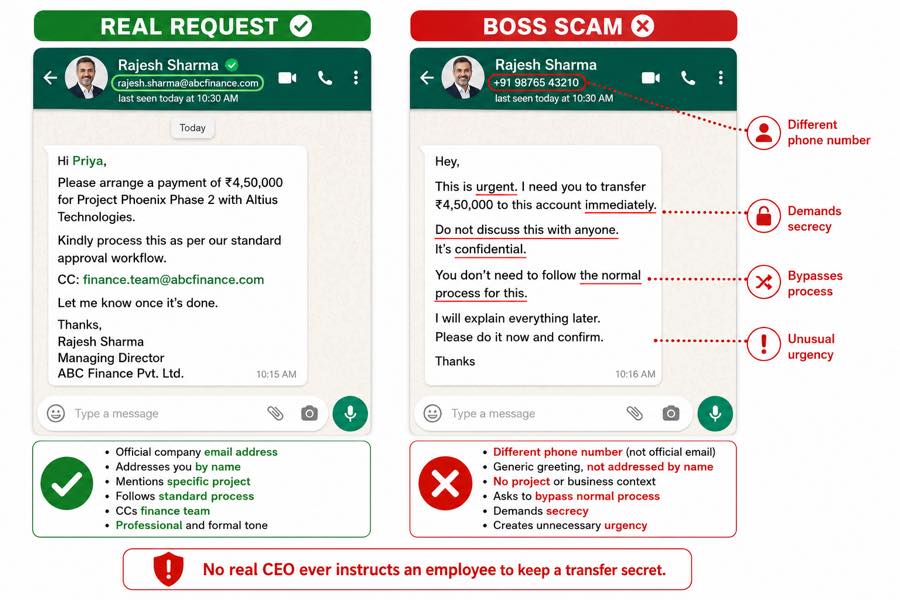 REAL REQUEST
Rajesh Sharma
rajesh.sharma@abcfinance.com
last seen today at 10:30 AM
Today
Hi Priya,
Please arrange a payment of ₹4,50,000
for Project Phoenix Phase 2 with Altius
Technologies.
Kindly process this as per our standard
approval workflow.
CC: finance.team@abcfinance.com
Let me know once it's done.
Thanks,
Rajesh Sharma
Managing Director
ABC Finance Pvt. Ltd.
10:15 AM
Type a message
• Official company email address
• Addresses you by name
• Mentions specific project
• Follows standard process
• CCs finance team
• Professional and formal tone
BOSS SCAM
Rajesh Sharma
+91 98765 43210
last seen today at 10:30 AM
Hey,
This is urgent. I need you to transfer
₹4,50,000 to this account immediately.
Do not discuss this with anyone.
It's confidential.
You don't need to follow the normal
process for this.
I will explain everything later.
Please do it now and confirm.
Thanks
10:16 AM
Type a message
Different
phone number
Demands
secrecy
Bypasses
process
Unusual
urgency
• Different phone number (not official email)
• Generic greeting, not addressed by name
• No project or business context
• Asks to bypass normal process
• Demands secrecy
• Creates unnecessary urgency
No real CEO ever instructs an employee to keep a transfer secret.